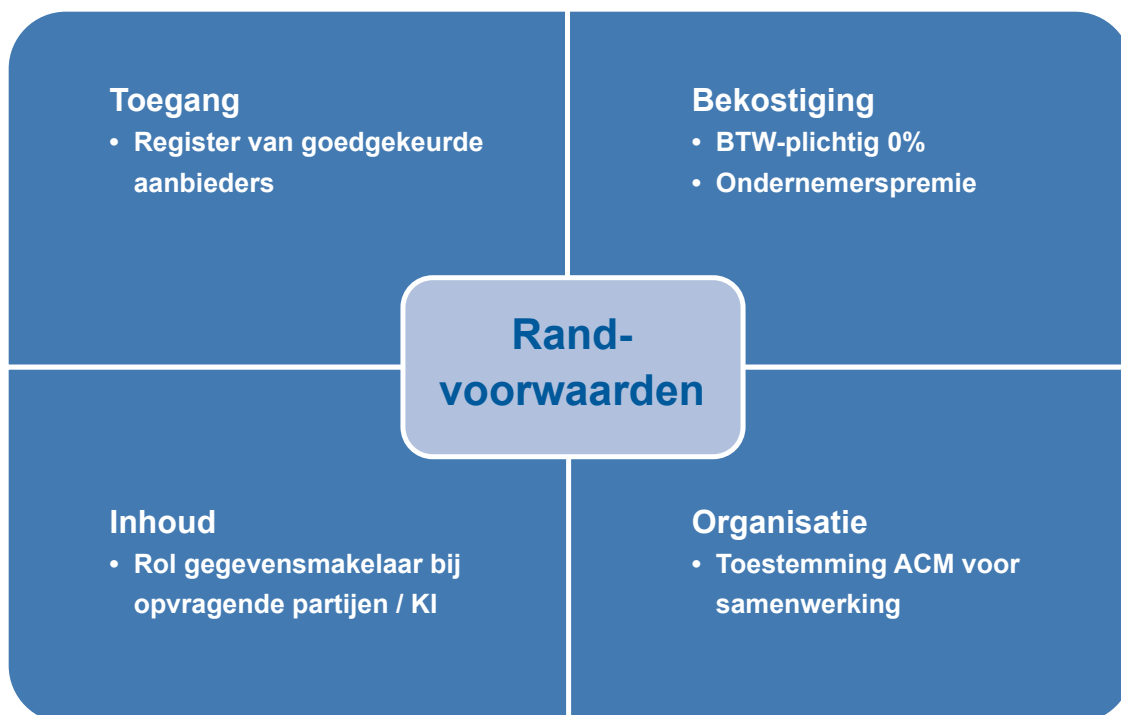 Toegang
• Register van goedgekeurde
aanbieders
Bekostiging
• BTW-plichtig 0%
• Ondernemerspremie
Rand-
voorwaarden
Inhoud
• Rol gegevensmakelaar bij
opvragende partijen / KI
Organisatie
• Toestemming ACM voor
samenwerking